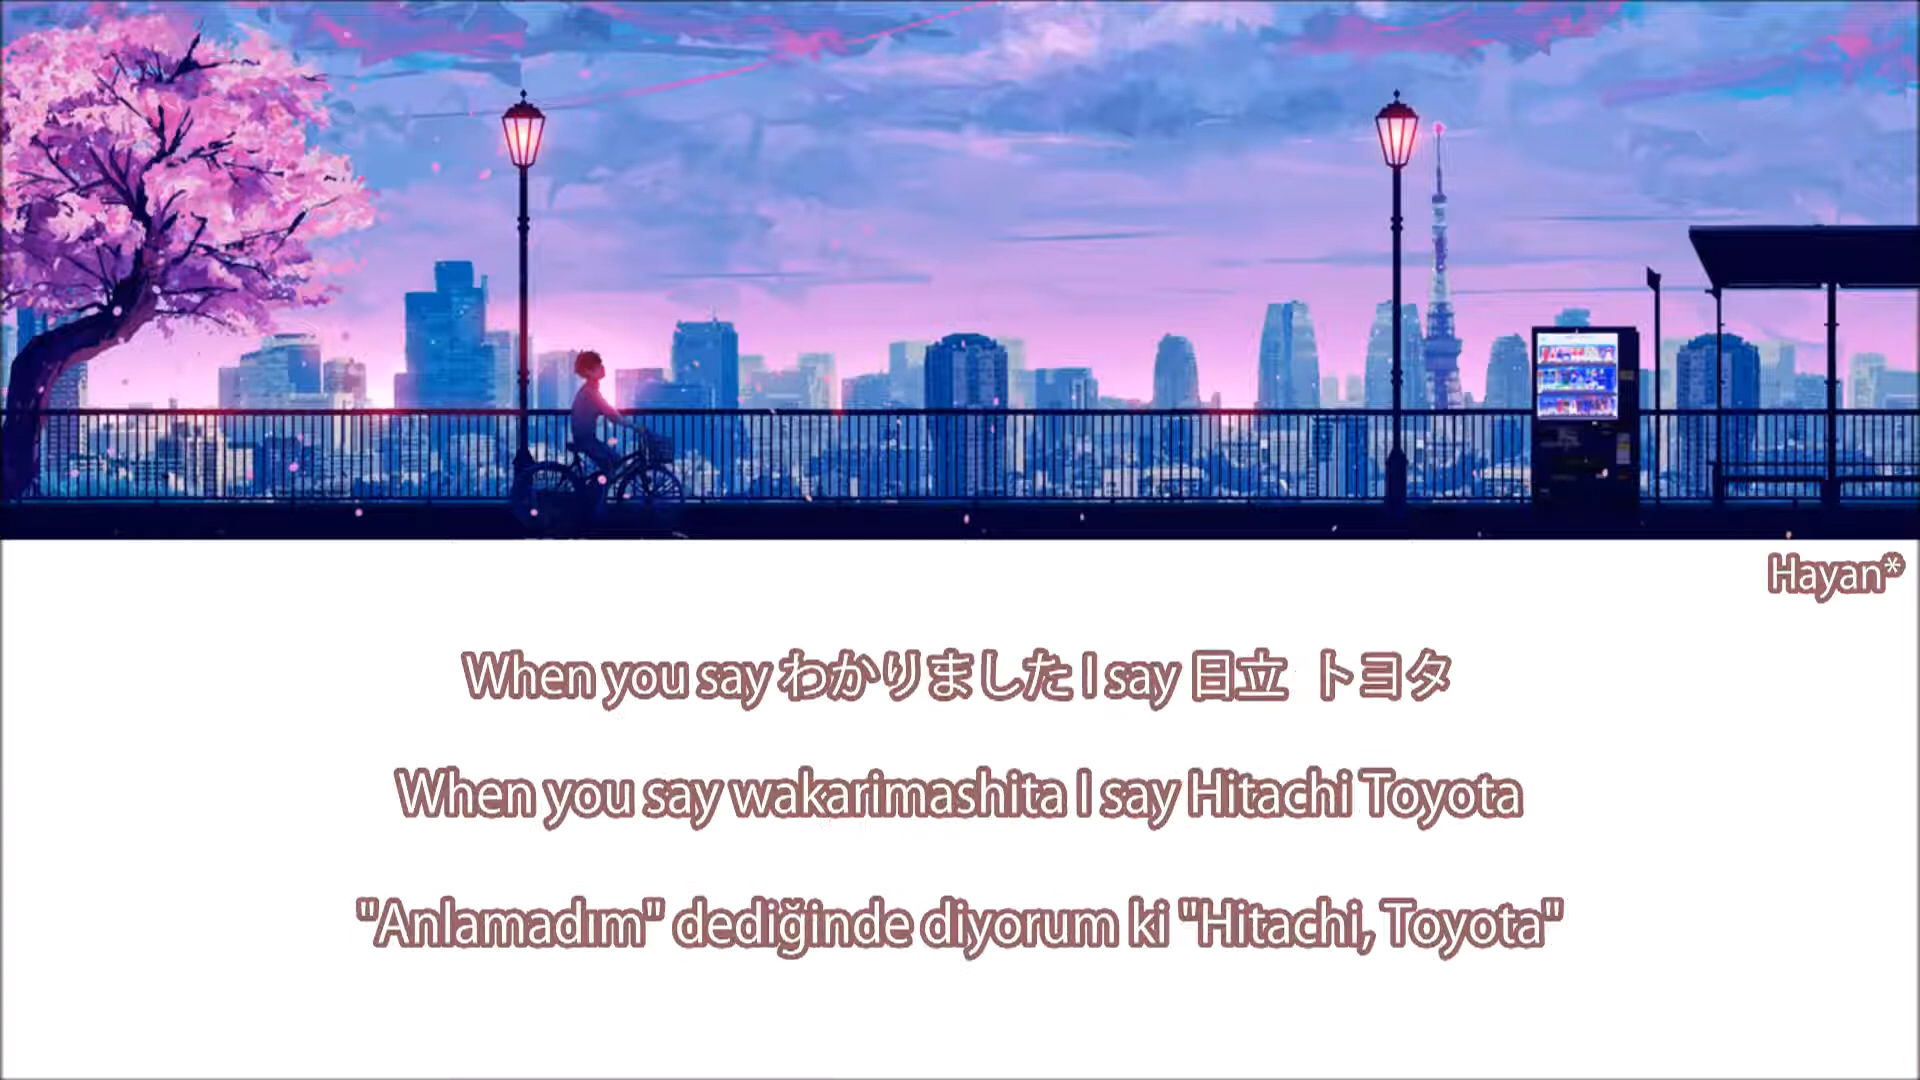 Hayan*
When you say わかりました I say 日立 トヨタ
When you say wakarimashita I say Hitachi Toyota
"Anlamadım" dediğinde diyorum ki "Hitachi, Toyota"